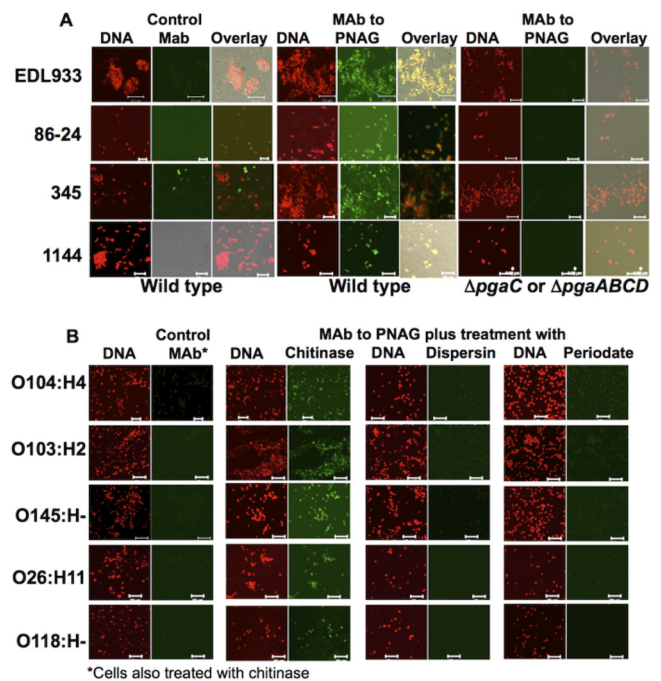 A
Control MAb to MAb to
DNA Mab Overlay DNA PNAG Overlay DNA PNAG Overlay
EDL933
86-24
345
1144
Wild type Wild type ΔpgaC or ΔpgaABCD
B Control MAb to PNAG plus treatment with
DNA MAb* DNA Chitinase DNA Dispersin DNA Periodate
O104:H4
O103:H2
O145:H-
O26:H11
O118:H-
*Cells also treated with chitinase